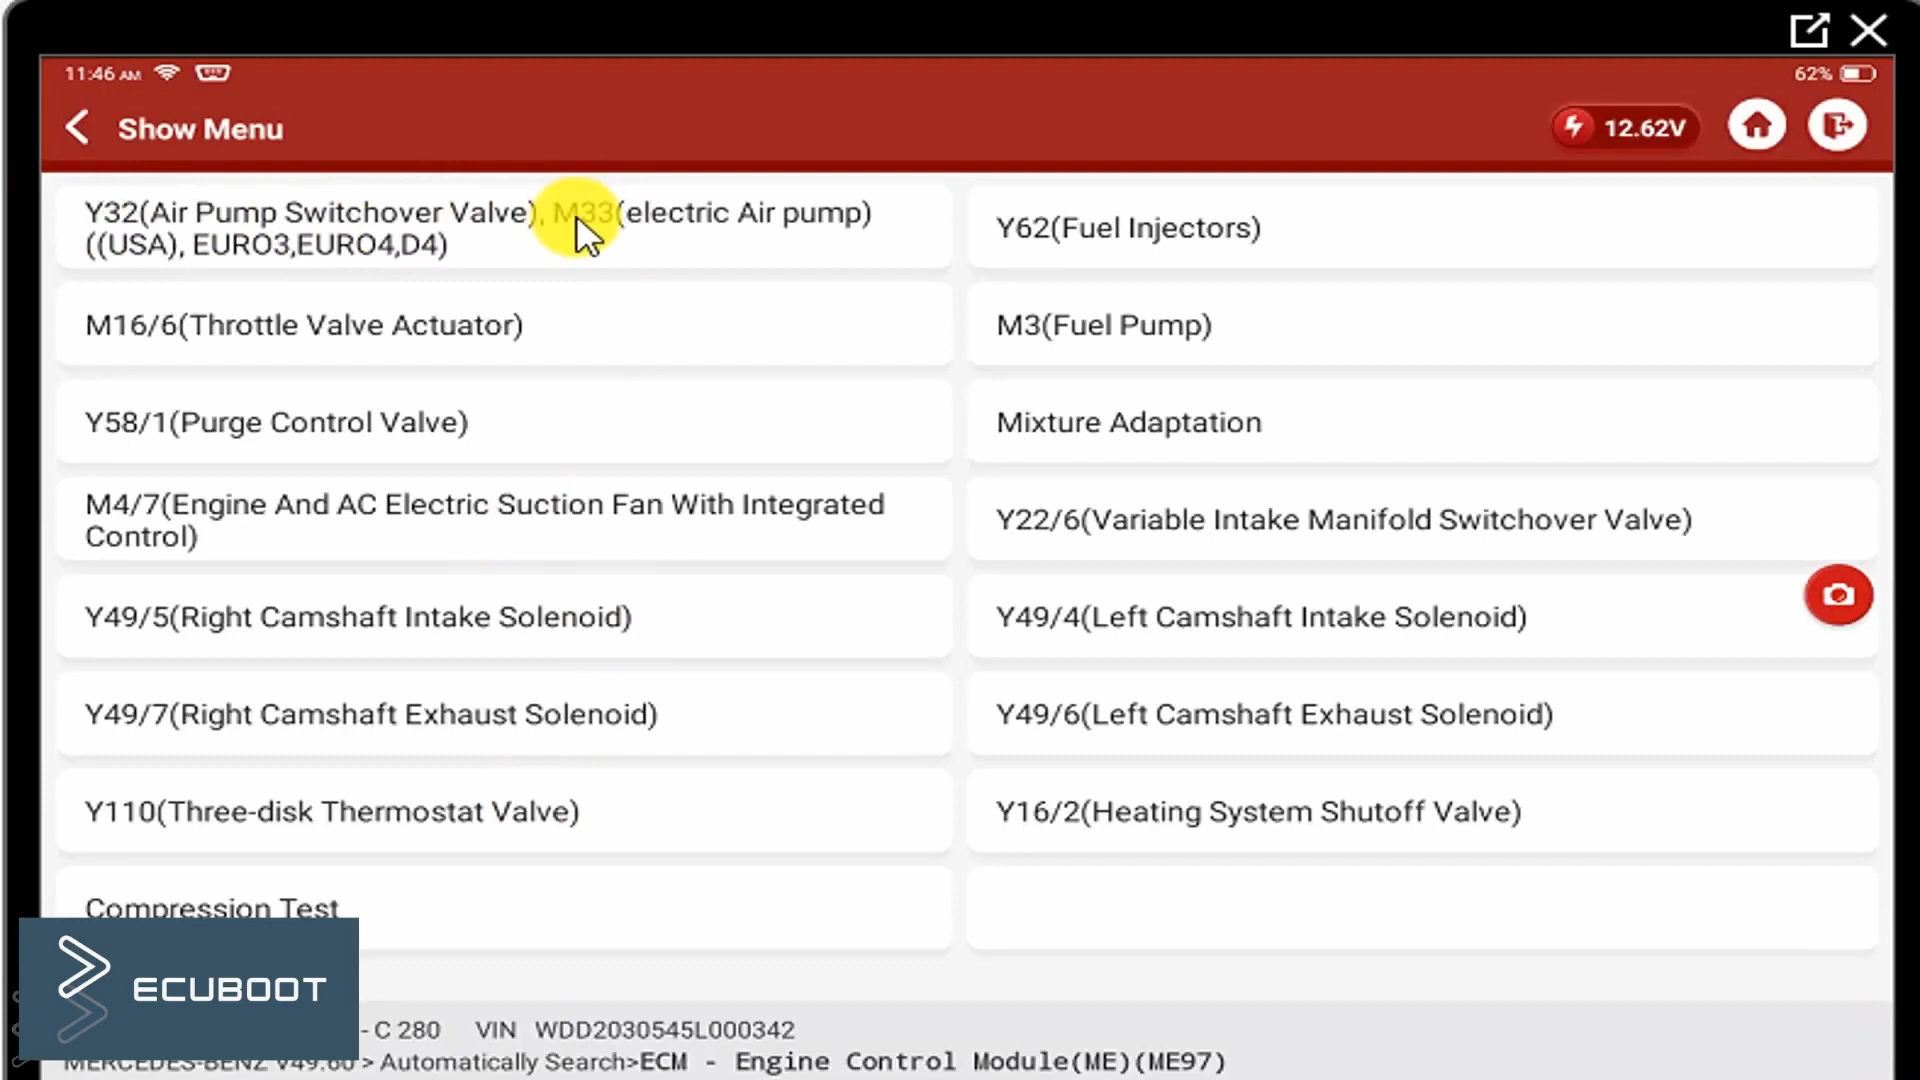 11:46 AM
62%
Show Menu
12.62V
Y32(Air Pump Switchover Valve), M33(electric Air pump)
((USA), EURO3,EURO4,D4)
Y62(Fuel Injectors)
M16/6(Throttle Valve Actuator)
M3(Fuel Pump)
Y58/1(Purge Control Valve)
Mixture Adaptation
M4/7(Engine And AC Electric Suction Fan With Integrated
Control)
Y22/6(Variable Intake Manifold Switchover Valve)
Y49/5(Right Camshaft Intake Solenoid)
Y49/4(Left Camshaft Intake Solenoid)
Y49/7(Right Camshaft Exhaust Solenoid)
Y49/6(Left Camshaft Exhaust Solenoid)
Y110(Three-disk Thermostat Valve)
Y16/2(Heating System Shutoff Valve)
Compression Test
ECUBOOT
- C 280 VIN WDD2030545L000342
MERCEDES-BENZ V49.60 > Automatically Search>ECM - Engine Control Module(ME)(ME97)